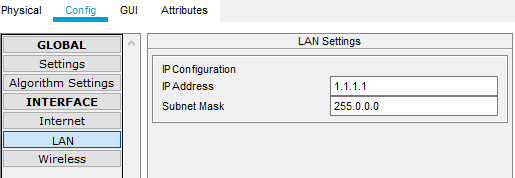 Physical Config GUI Attributes
GLOBAL
Settings
Algorithm Settings
INTERFACE
Internet
LAN
Wireless
LAN Settings
IP Configuration
IP Address 1.1.1.1
Subnet Mask 255.0.0.0